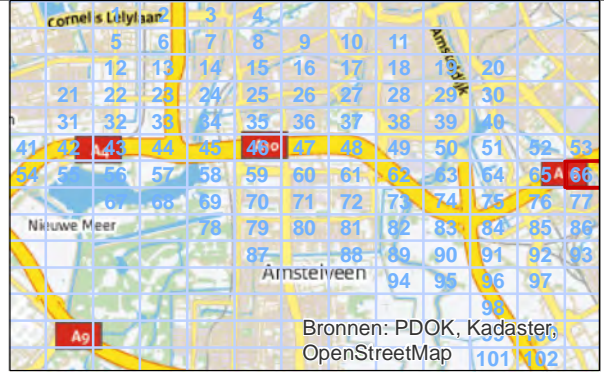 Cornelis Lelylaan 1 2 3 4
5 6 7 8 9 10 11
Amsteldijk
12 13 14 15 16 17 18 19 20
21 22 23 24 25 26 27 28 29 30
31 32 33 34 35 36 37 38 39 40
41 42 43 44 45 46 47 48 49 50 51 52 53
54 55 56 57 58 59 60 61 62 63 64 65 66
67 68 69 70 71 72 73 74 75 76 77
Nieuwe Meer 78 79 80 81 82 83 84 85 86
87 88 89 90 91 92 93
Amstelveen 94 95 96 97
98
A9 Bronnen: PDOK, Kadaster,
OpenStreetMap
101 102